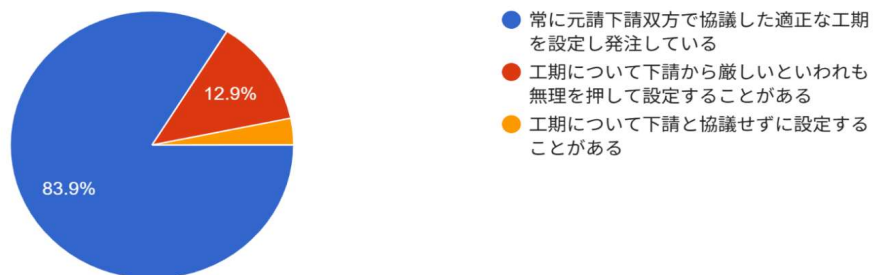 常に元請下請双方で協議した適正な工期
を設定し発注している
工期について下請から厳しいといわれも
無理を押して設定することがある
工期について下請と協議せずに設定する
ことがある
12.9%
83.9%